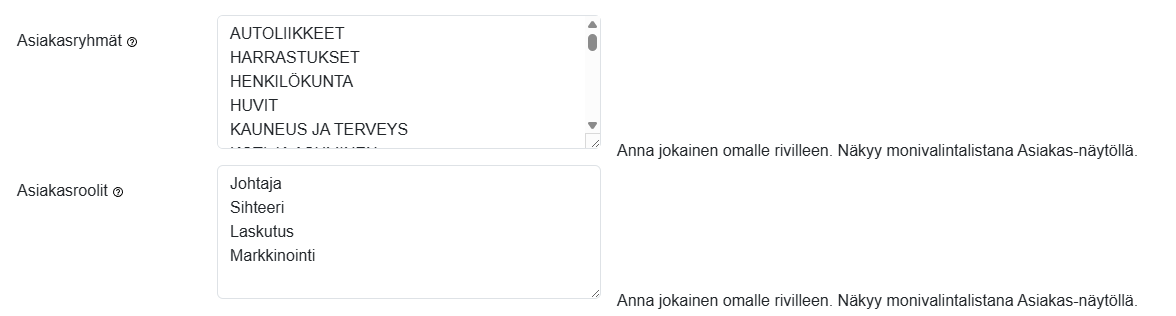 Asiakasryhmät
AUTOLIIKKEET
HARRASTUKSET
HENKILÖKUNTA
HUVIT
KAUNEUS JA TERVEYS
Anna jokainen omalle rivilleen. Näkyy monivalintalistana Asiakas-näytöllä.
Asiakasroolit
Johtaja
Sihteeri
Laskutus
Markkinointi
Anna jokainen omalle rivilleen. Näkyy monivalintalistana Asiakas-näytöllä.